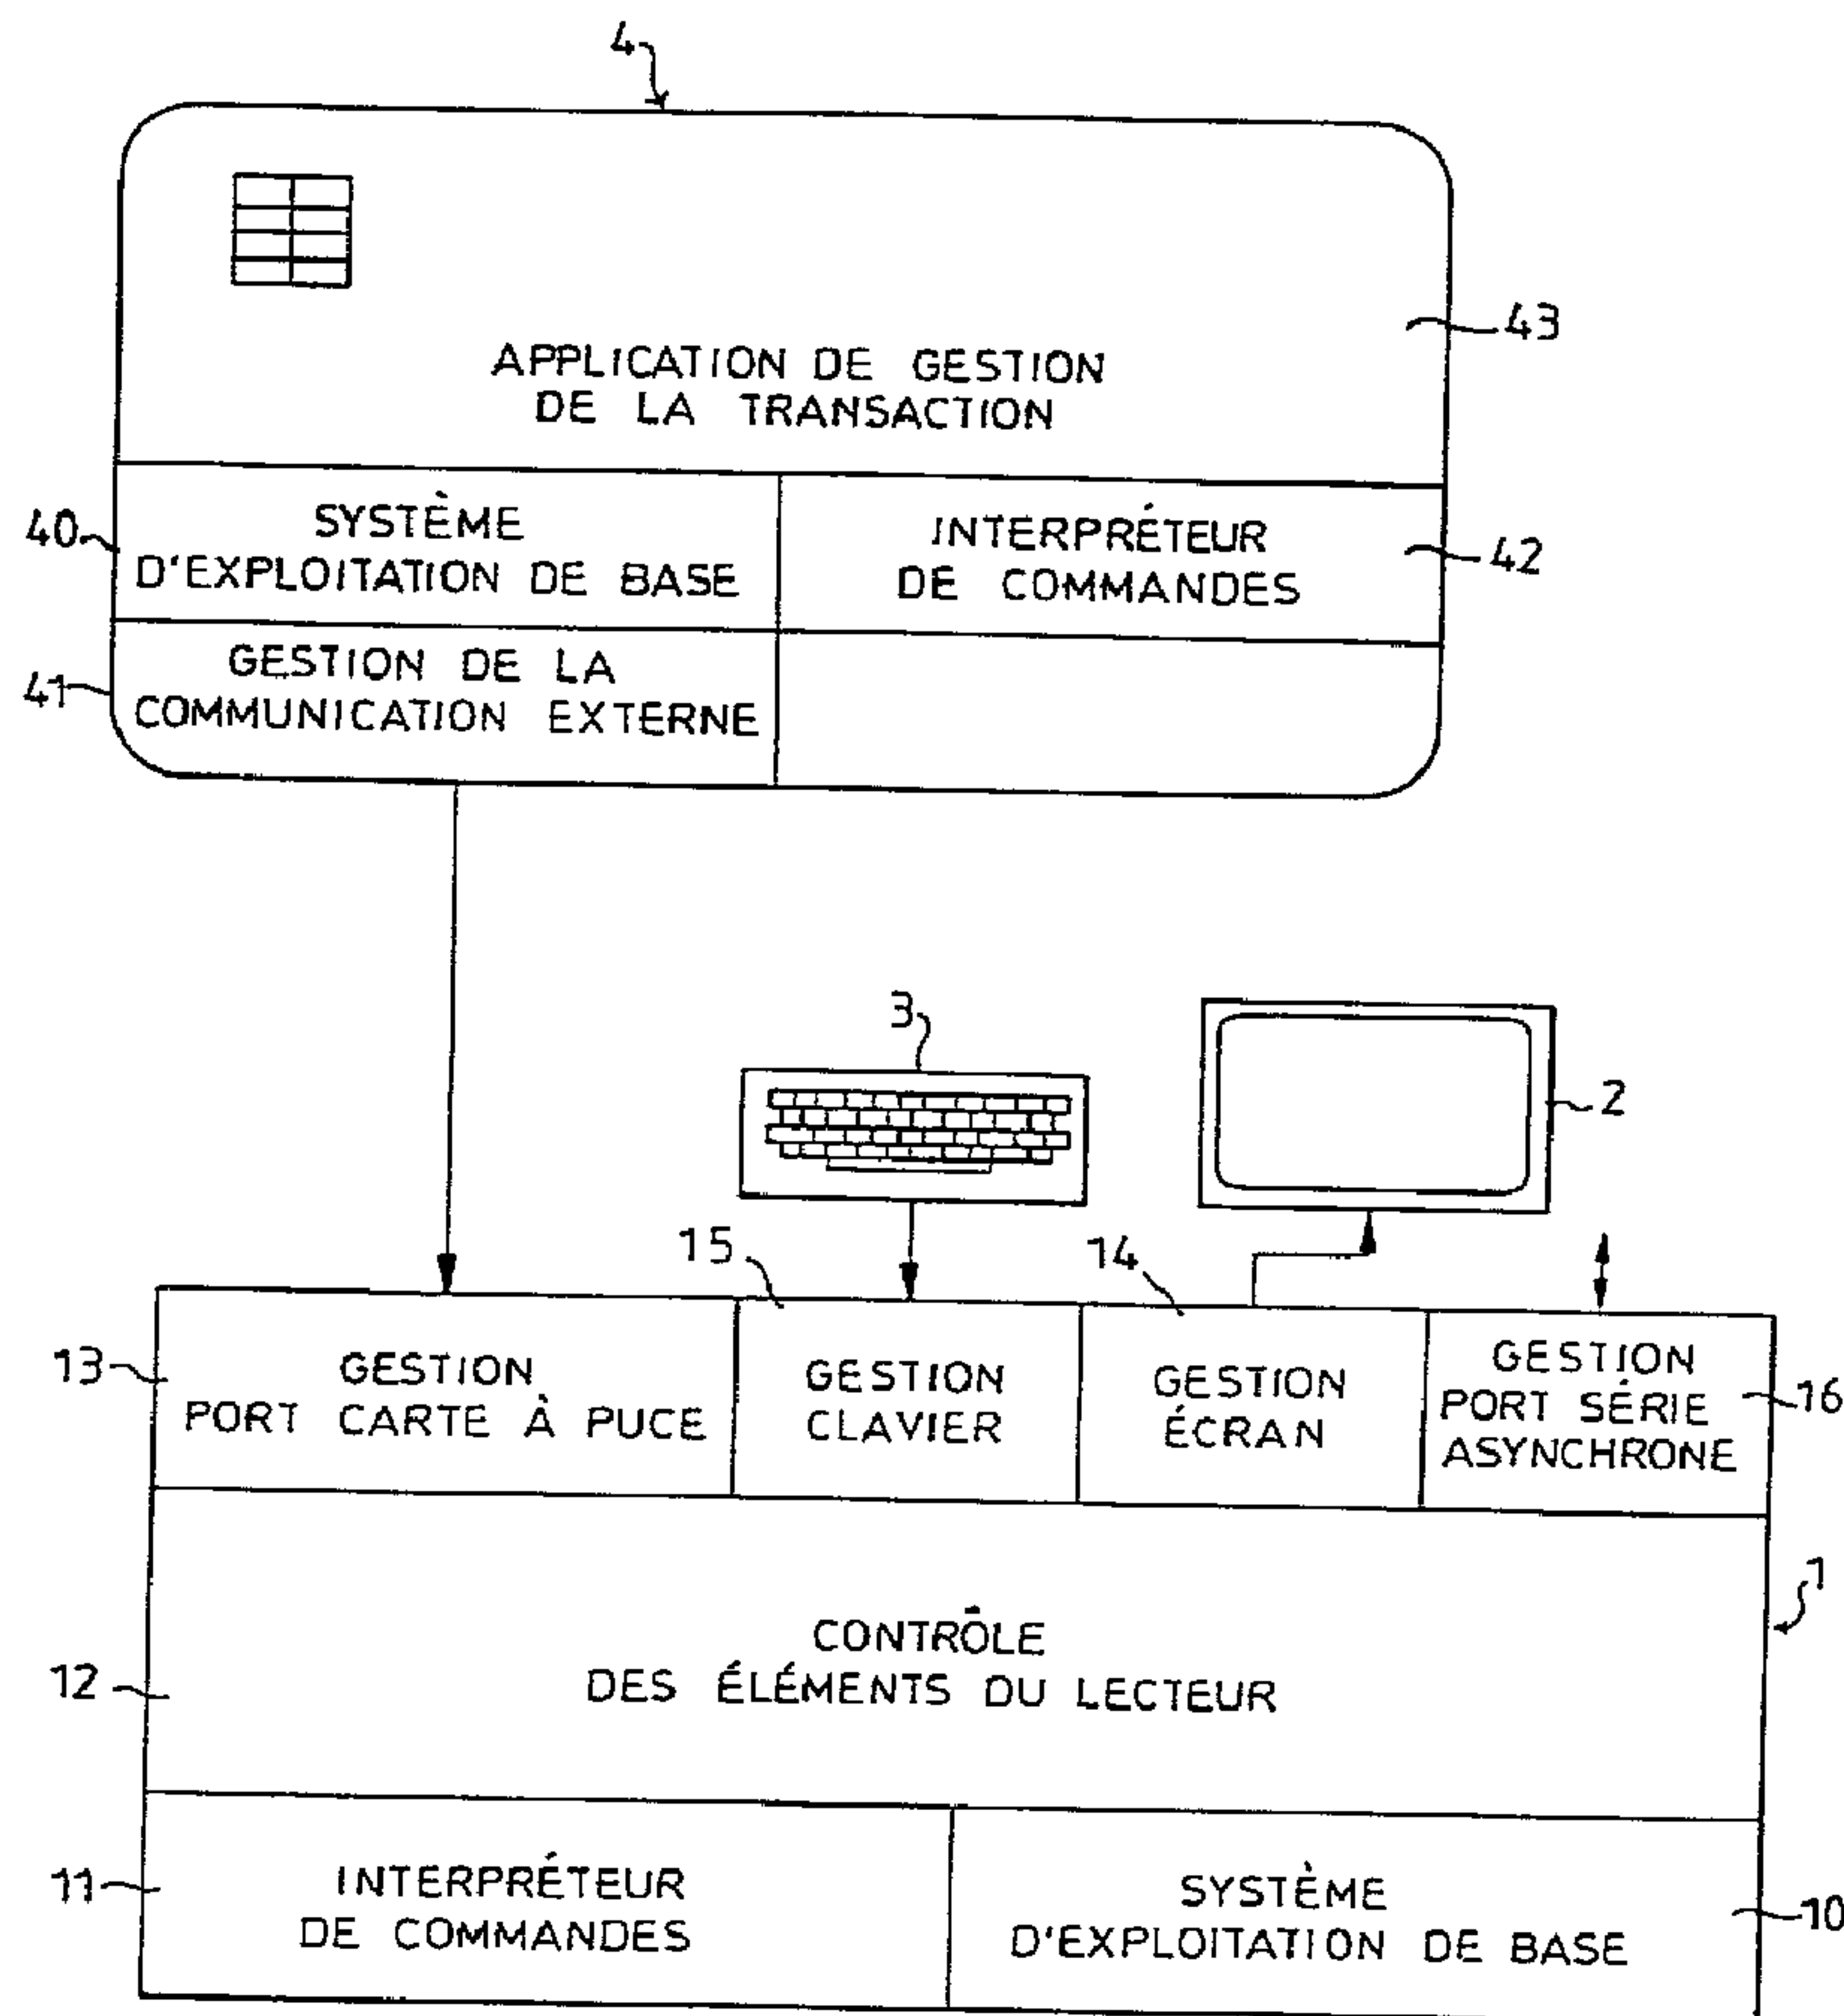 4
43
APPLICATION DE GESTION
DE LA TRANSACTION
40
SYSTÈME
D'EXPLOITATION DE BASE
INTERPRÉTEUR
DE COMMANDES
42
41
GESTION DE LA
COMMUNICATION EXTERNE
3
2
15
14
13
GESTION
PORT CARTE À PUCE
GESTION
CLAVIER
GESTION
ÉCRAN
GESTION
PORT SÉRIE
ASYNCHRONE
16
1
12
CONTRÔLE
DES ÉLÉMENTS DU LECTEUR
11
INTERPRÉTEUR
DE COMMANDES
SYSTÈME
D'EXPLOITATION DE BASE
10